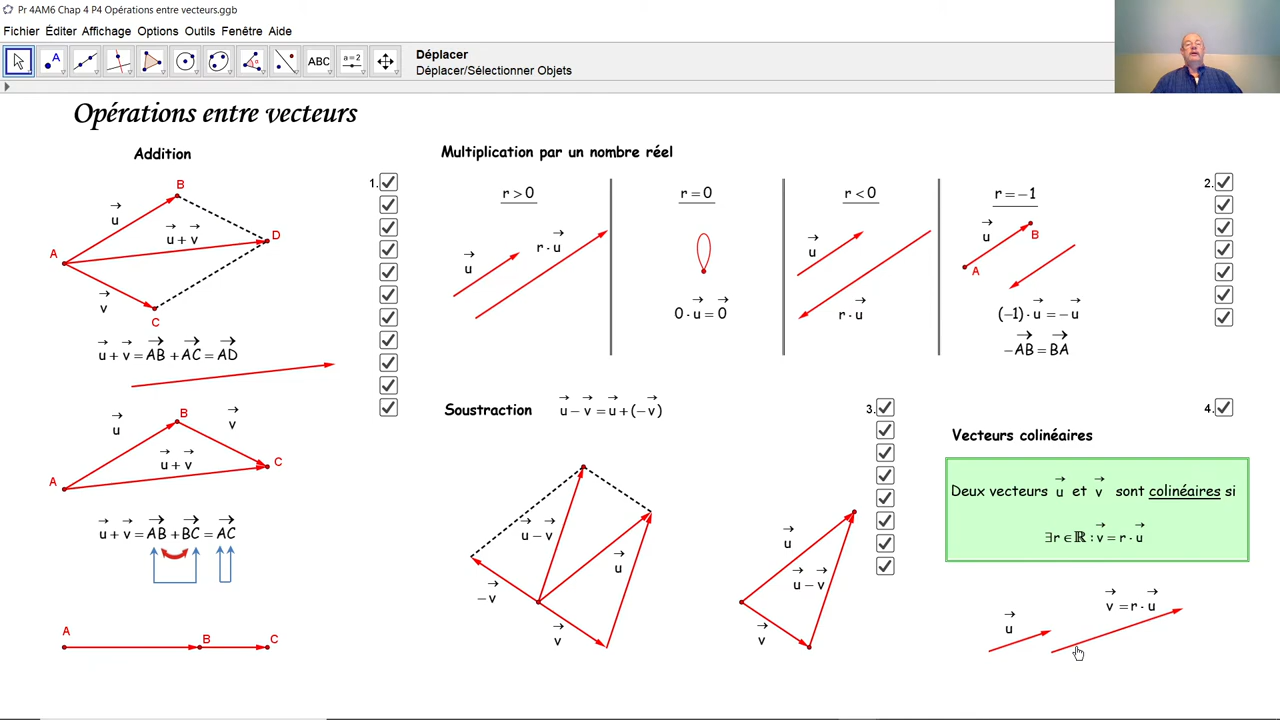 Pr 4AM6 Chap 4 P4 Opérations entre vecteurs.ggb
Fichier Éditer Affichage Options Outils Fenêtre Aide
A
α
ABC
a=2
Déplacer
Déplacer/Sélectionner Objets
Opérations entre vecteurs
Addition
B
u⃗
u⃗ + v⃗
D
A
v⃗
C
u⃗ + v⃗ = AB⃗ + AC⃗ = AD⃗
B
u⃗
v⃗
u⃗ + v⃗
C
A
u⃗ + v⃗ = AB⃗ + BC⃗ = AC⃗
A
B
C
1.
Multiplication par un nombre réel
r > 0
u⃗
r · u⃗
r = 0
0 · u⃗ = 0⃗
r < 0
u⃗
r · u⃗
r = −1
u⃗
B
A
(−1) · u⃗ = −u⃗
−AB⃗ = BA⃗
2.
Soustraction u⃗ − v⃗ = u⃗ + (−v⃗)
3.
u⃗ − v⃗
u⃗
−v⃗
v⃗
u⃗
u⃗ − v⃗
v⃗
4.
Vecteurs colinéaires
Deux vecteurs u⃗ et v⃗ sont colinéaires si
∃r ∈ ℝ : v⃗ = r · u⃗
u⃗
v⃗ = r · u⃗